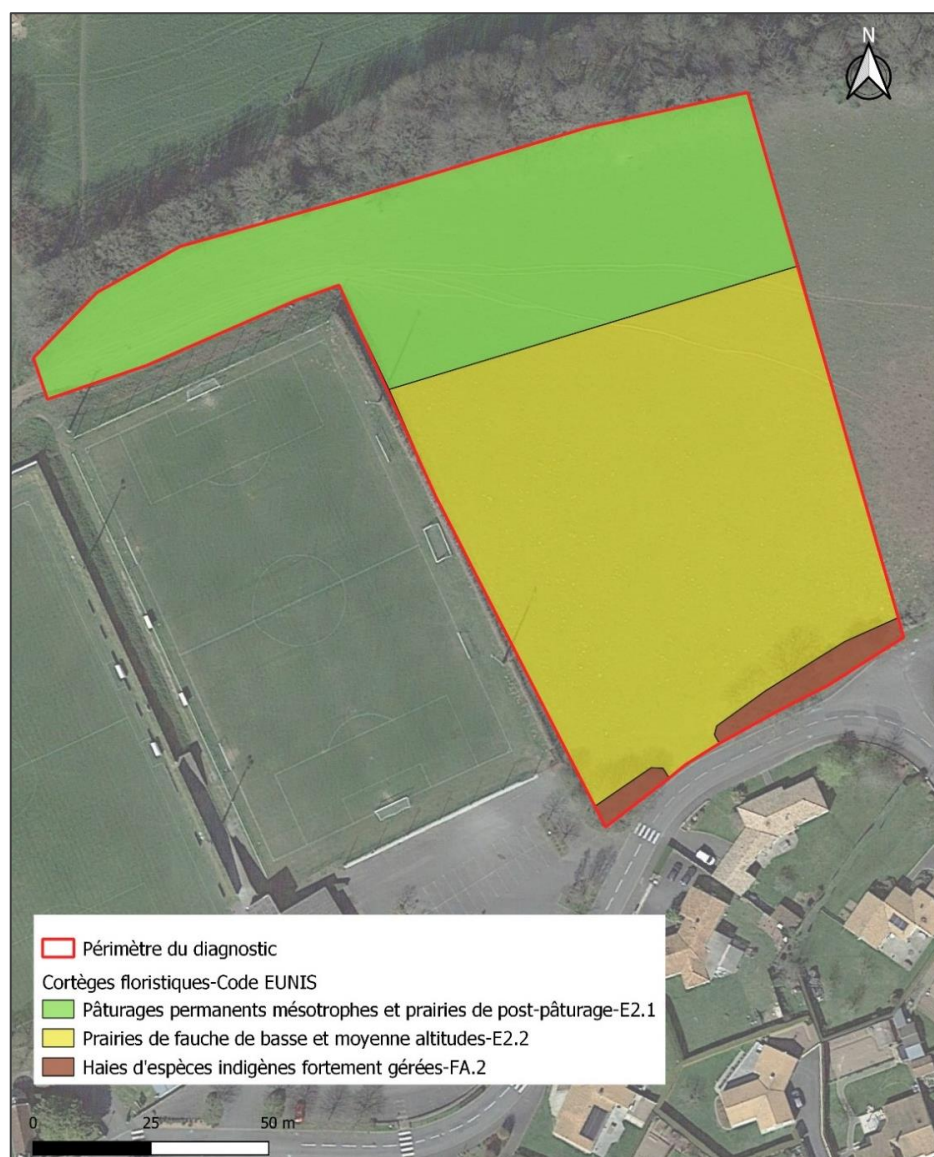 N
Périmètre du diagnostic
Cortèges floristiques-Code EUNIS
Pâturages permanents mésotrophes et prairies de post-pâturage-E2.1
Prairies de fauche de basse et moyenne altitudes-E2.2
Haies d'espèces indigènes fortement gérées-FA.2
0 25 50 m